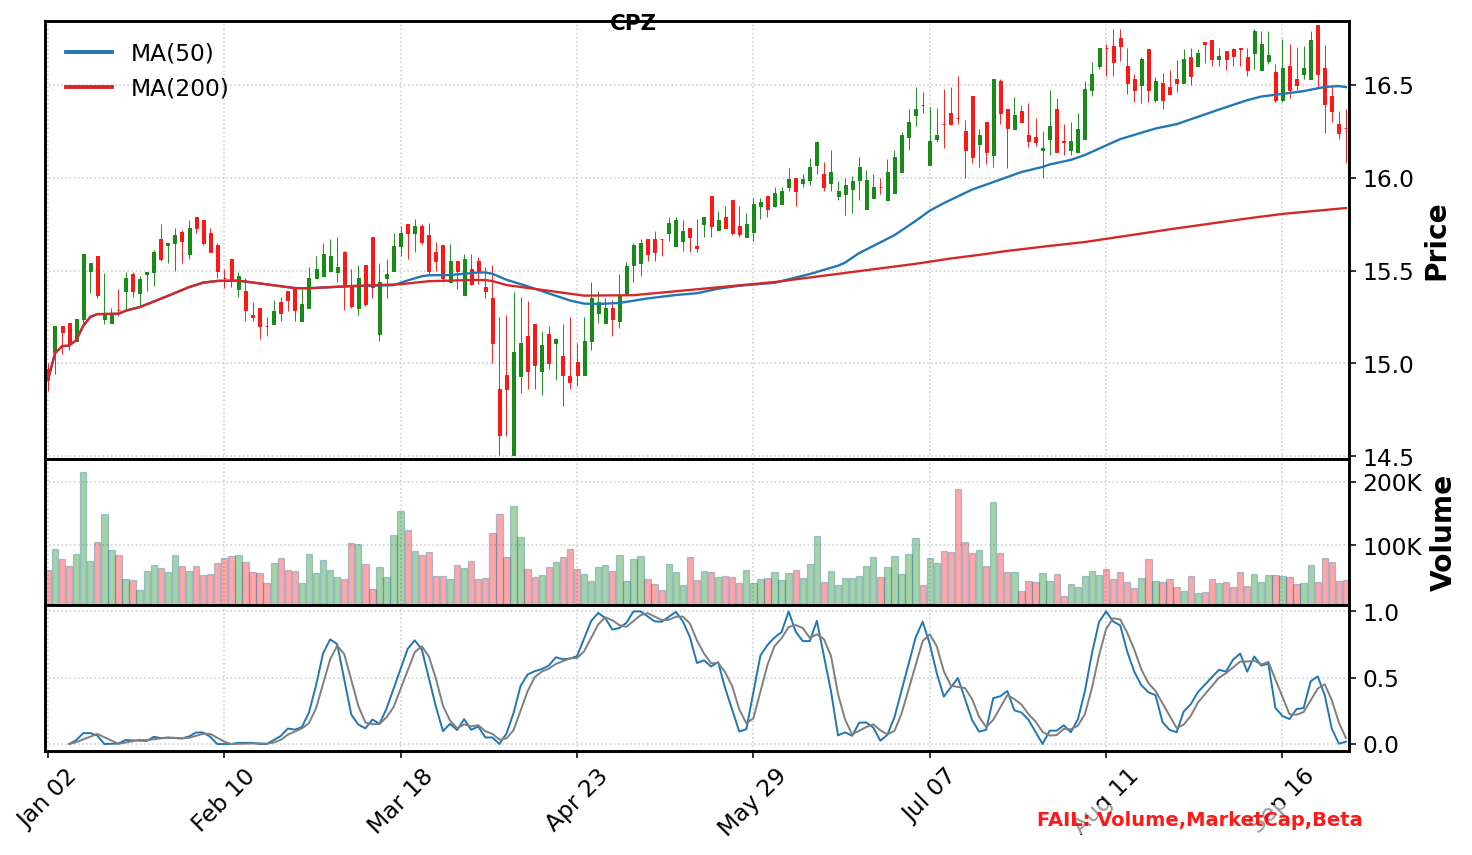 CPZ
MA(50)
MA(200)
16.5
16.0
15.5
15.0
14.5
Price
200K
100K
Volume
1.0
0.5
0.0
Jan 02
Feb 10
Mar 18
Apr 23
May 29
Jul 07
Aug 11
Sep 16
FAIL: Volume,MarketCap,Beta